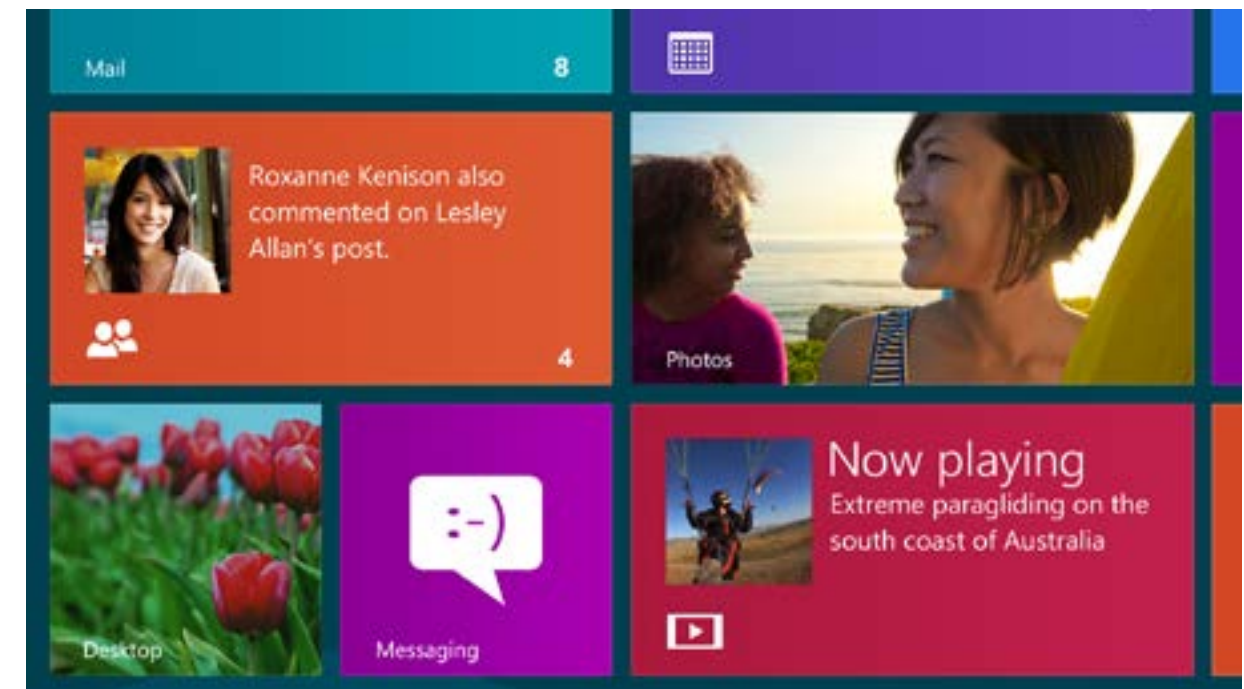 Mail
8
Roxanne Kenison also
commented on Lesley
Allan's post.
4
Photos
Desktop
:-)
Messaging
Now playing
Extreme paragliding on the
south coast of Australia